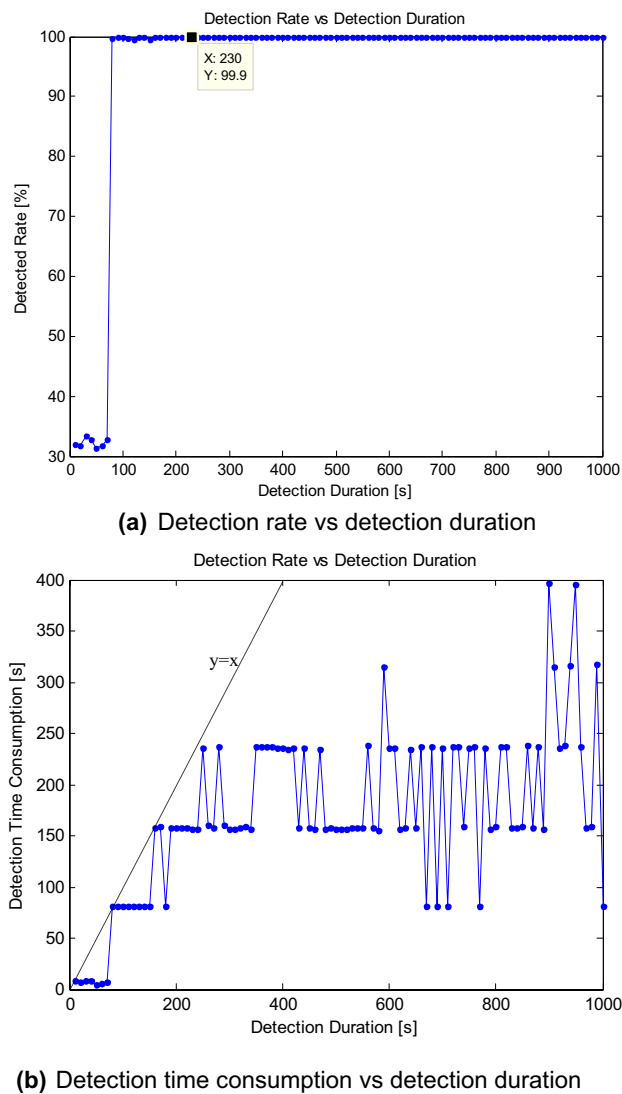 Detection Rate vs Detection Duration
100
90
80
70
60
50
40
30
Detected Rate [%]
X: 230
Y: 99.9
0 100 200 300 400 500 600 700 800 900 1000
Detection Duration [s]
(a) Detection rate vs detection duration
Detection Rate vs Detection Duration
400
350
300
250
200
150
100
50
0
Detection Time Consumption [s]
y=x
0 200 400 600 800 1000
Detection Duration [s]
(b) Detection time consumption vs detection duration